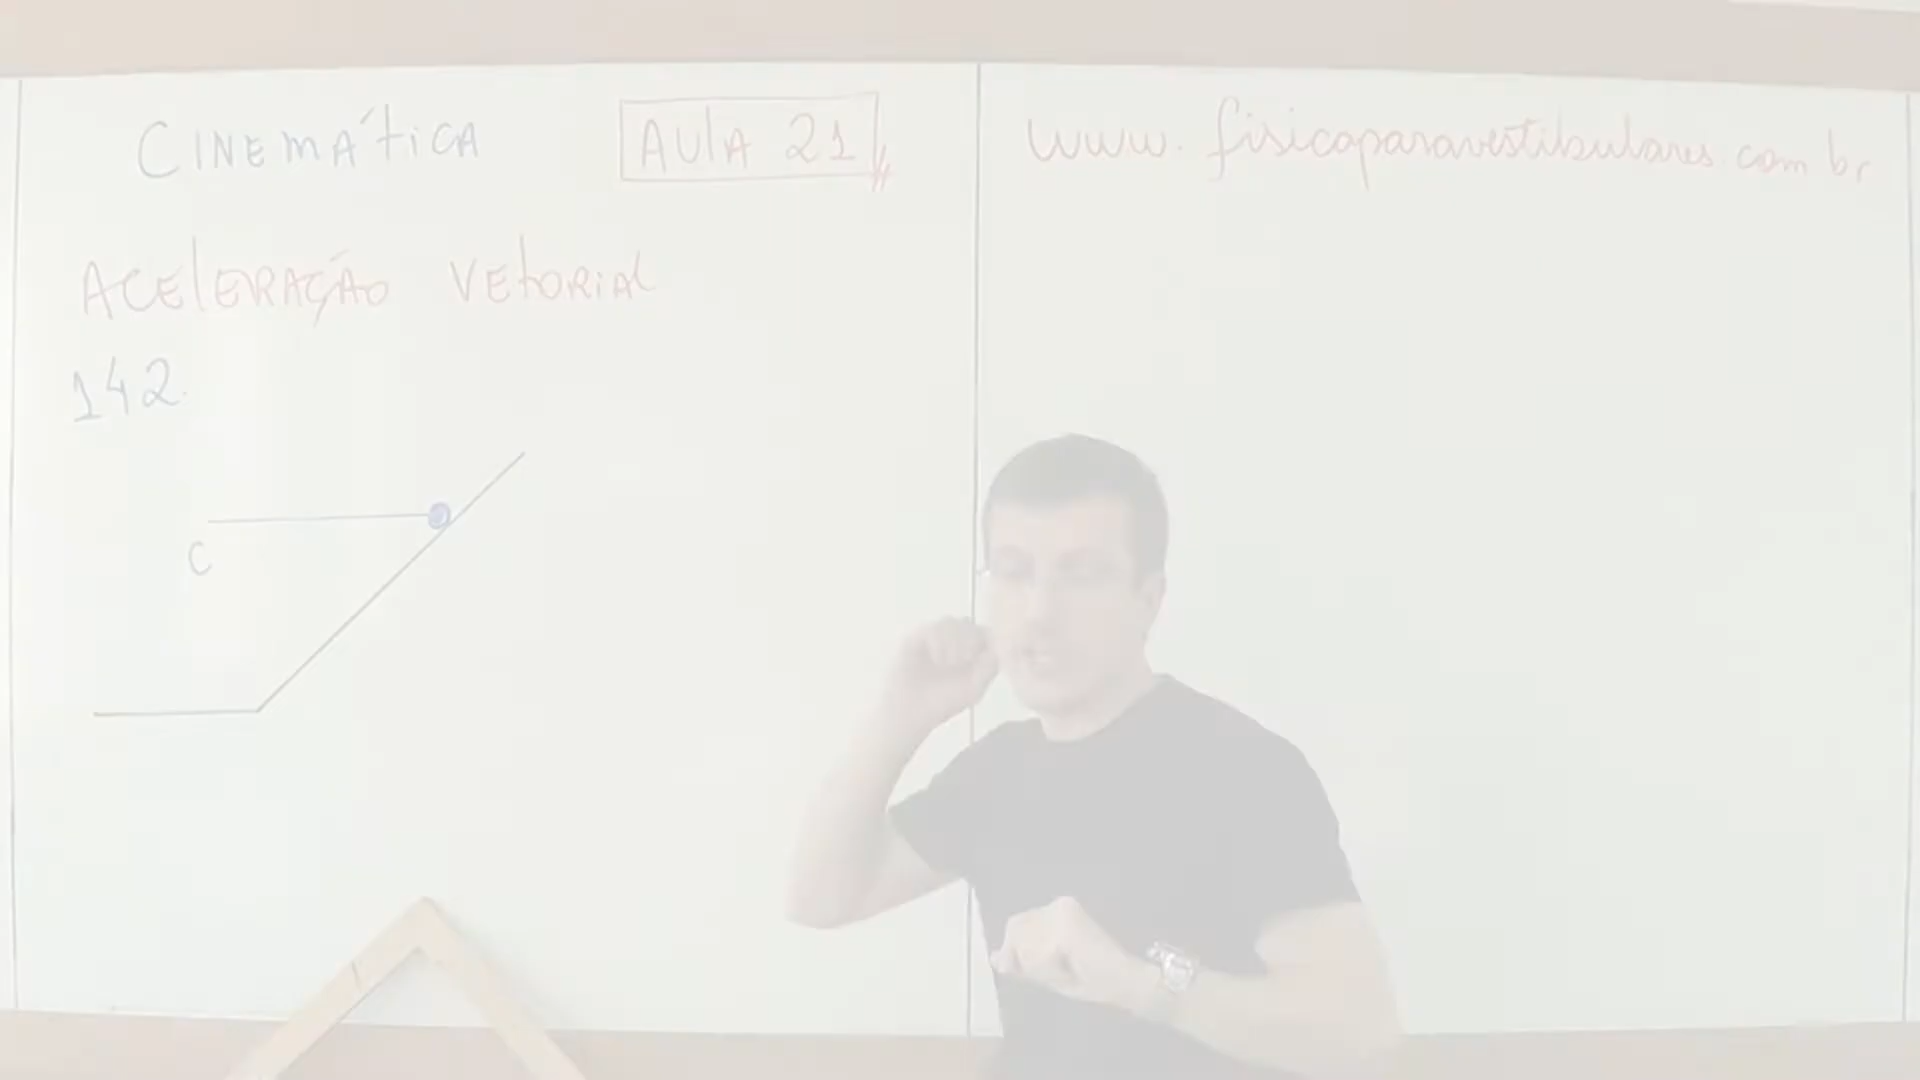 CINEMÁTICA
AULA 21
www.fisicaparavestibulares.com br
ACELERAÇÃO VETORIAL
142.
C